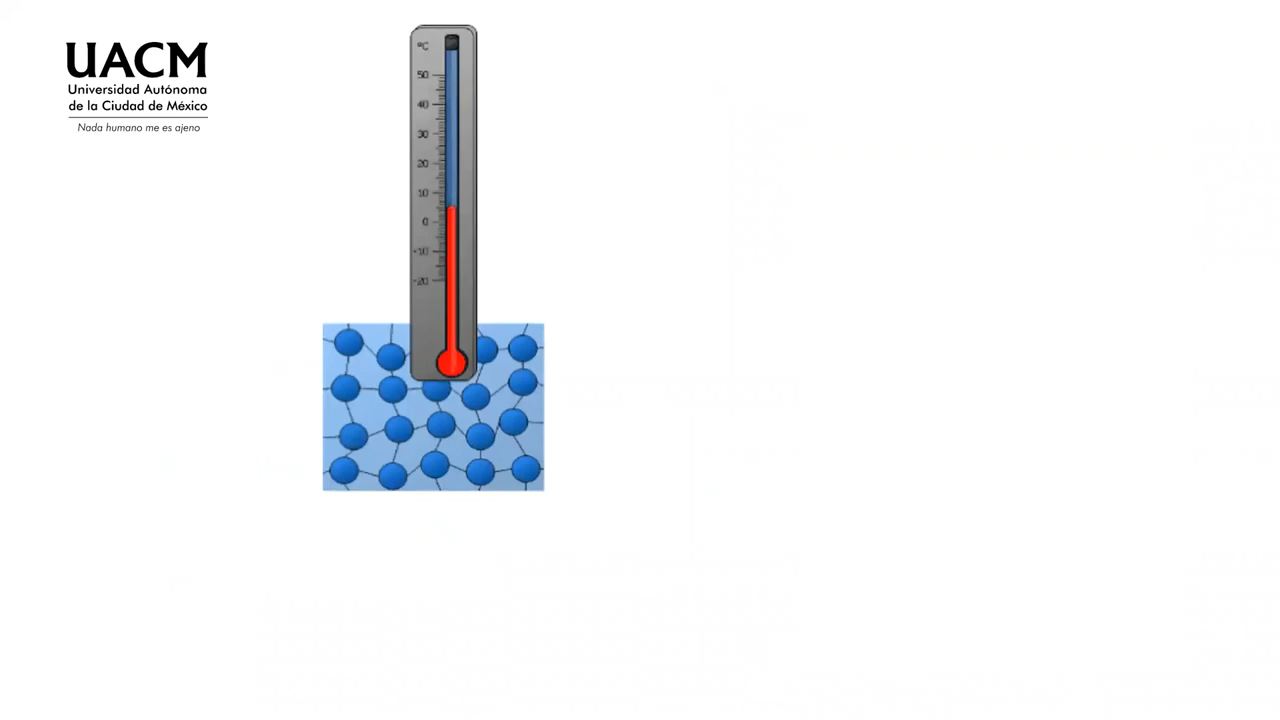 UACM
Universidad Autónoma
de la Ciudad de México
Nada humano me es ajeno
ºC
50
40
30
20
10
0
-10
-20